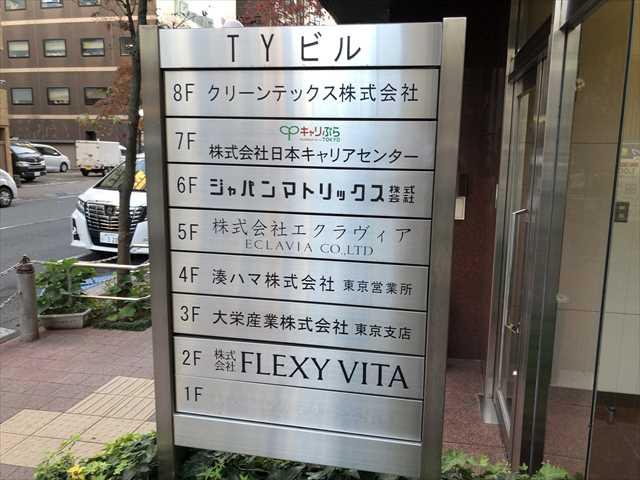 TYビル
8F クリーンテックス株式会社
キャリぷら
TOKYO
7F 株式会社日本キャリアセンター
6F ジャパンマトリックス株式会社
5F 株式会社エクラヴィア
ECLAVIA CO.,LTD
4F 湊ハマ株式会社 東京営業所
3F 大栄産業株式会社 東京支店
2F 株式会社 FLEXY VITA
1F